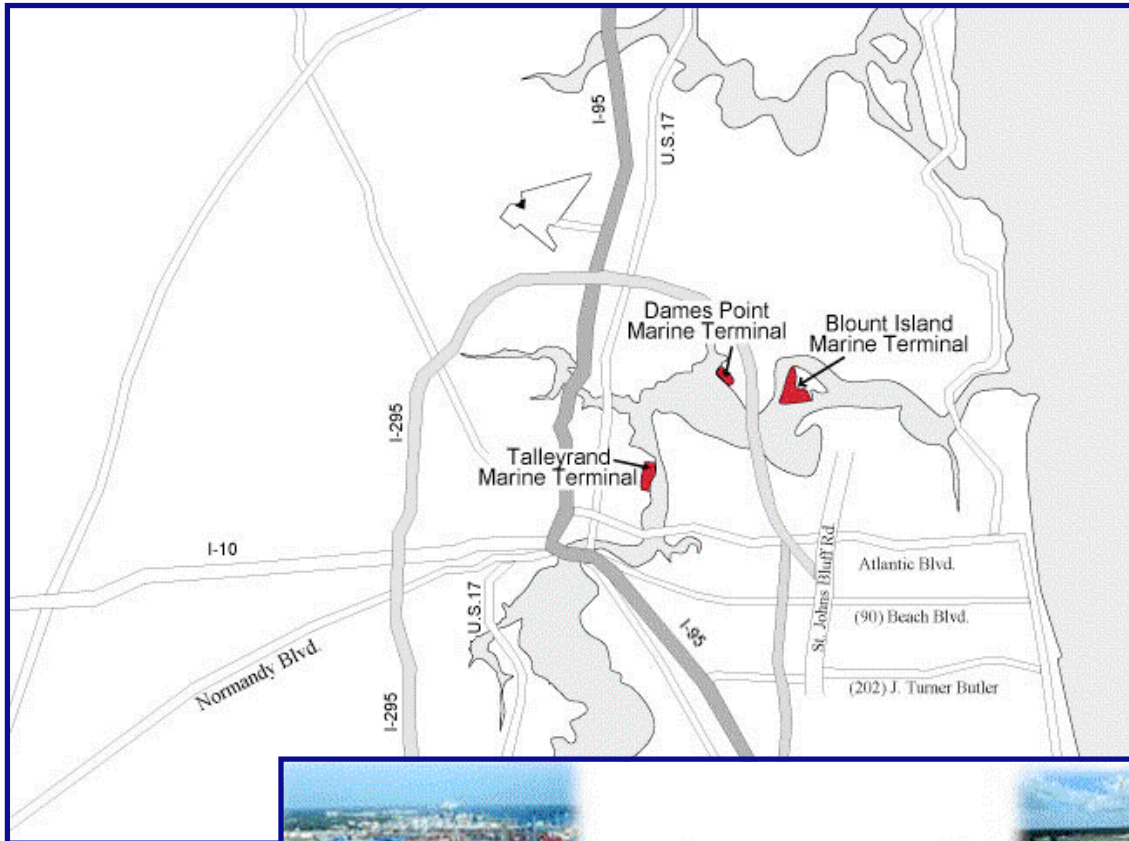 I-95
U.S.17
Dames Point
Marine Terminal
Blount Island
Marine Terminal
I-295
Talleyrand
Marine Terminal
I-10
Atlantic Blvd.
St. Johns Bluff Rd.
(90) Beach Blvd.
U.S.17
I-95
Normandy Blvd.
(202) J. Turner Butler
I-295